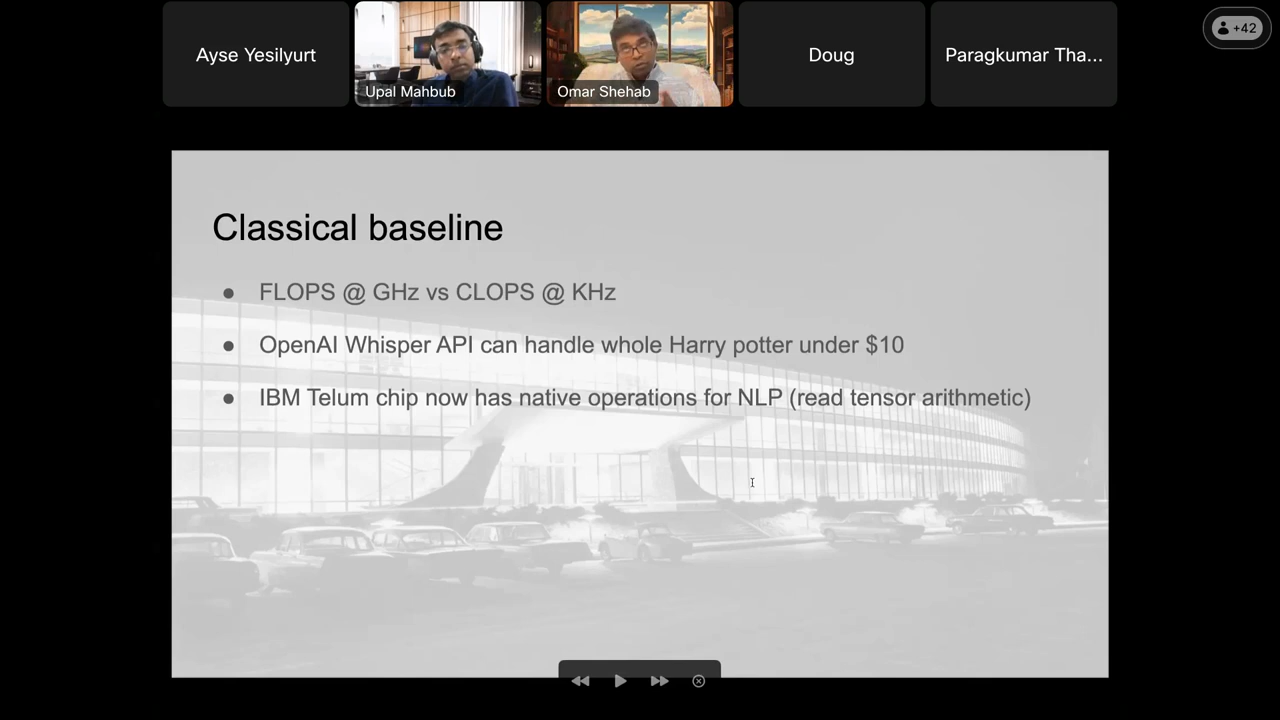 Ayse Yesilyurt
Upal Mahbub
Omar Shehab
Doug
Paragkumar Tha...
+42
Classical baseline
● FLOPS @ GHz vs CLOPS @ KHz
● OpenAI Whisper API can handle whole Harry potter under $10
● IBM Telum chip now has native operations for NLP (read tensor arithmetic)